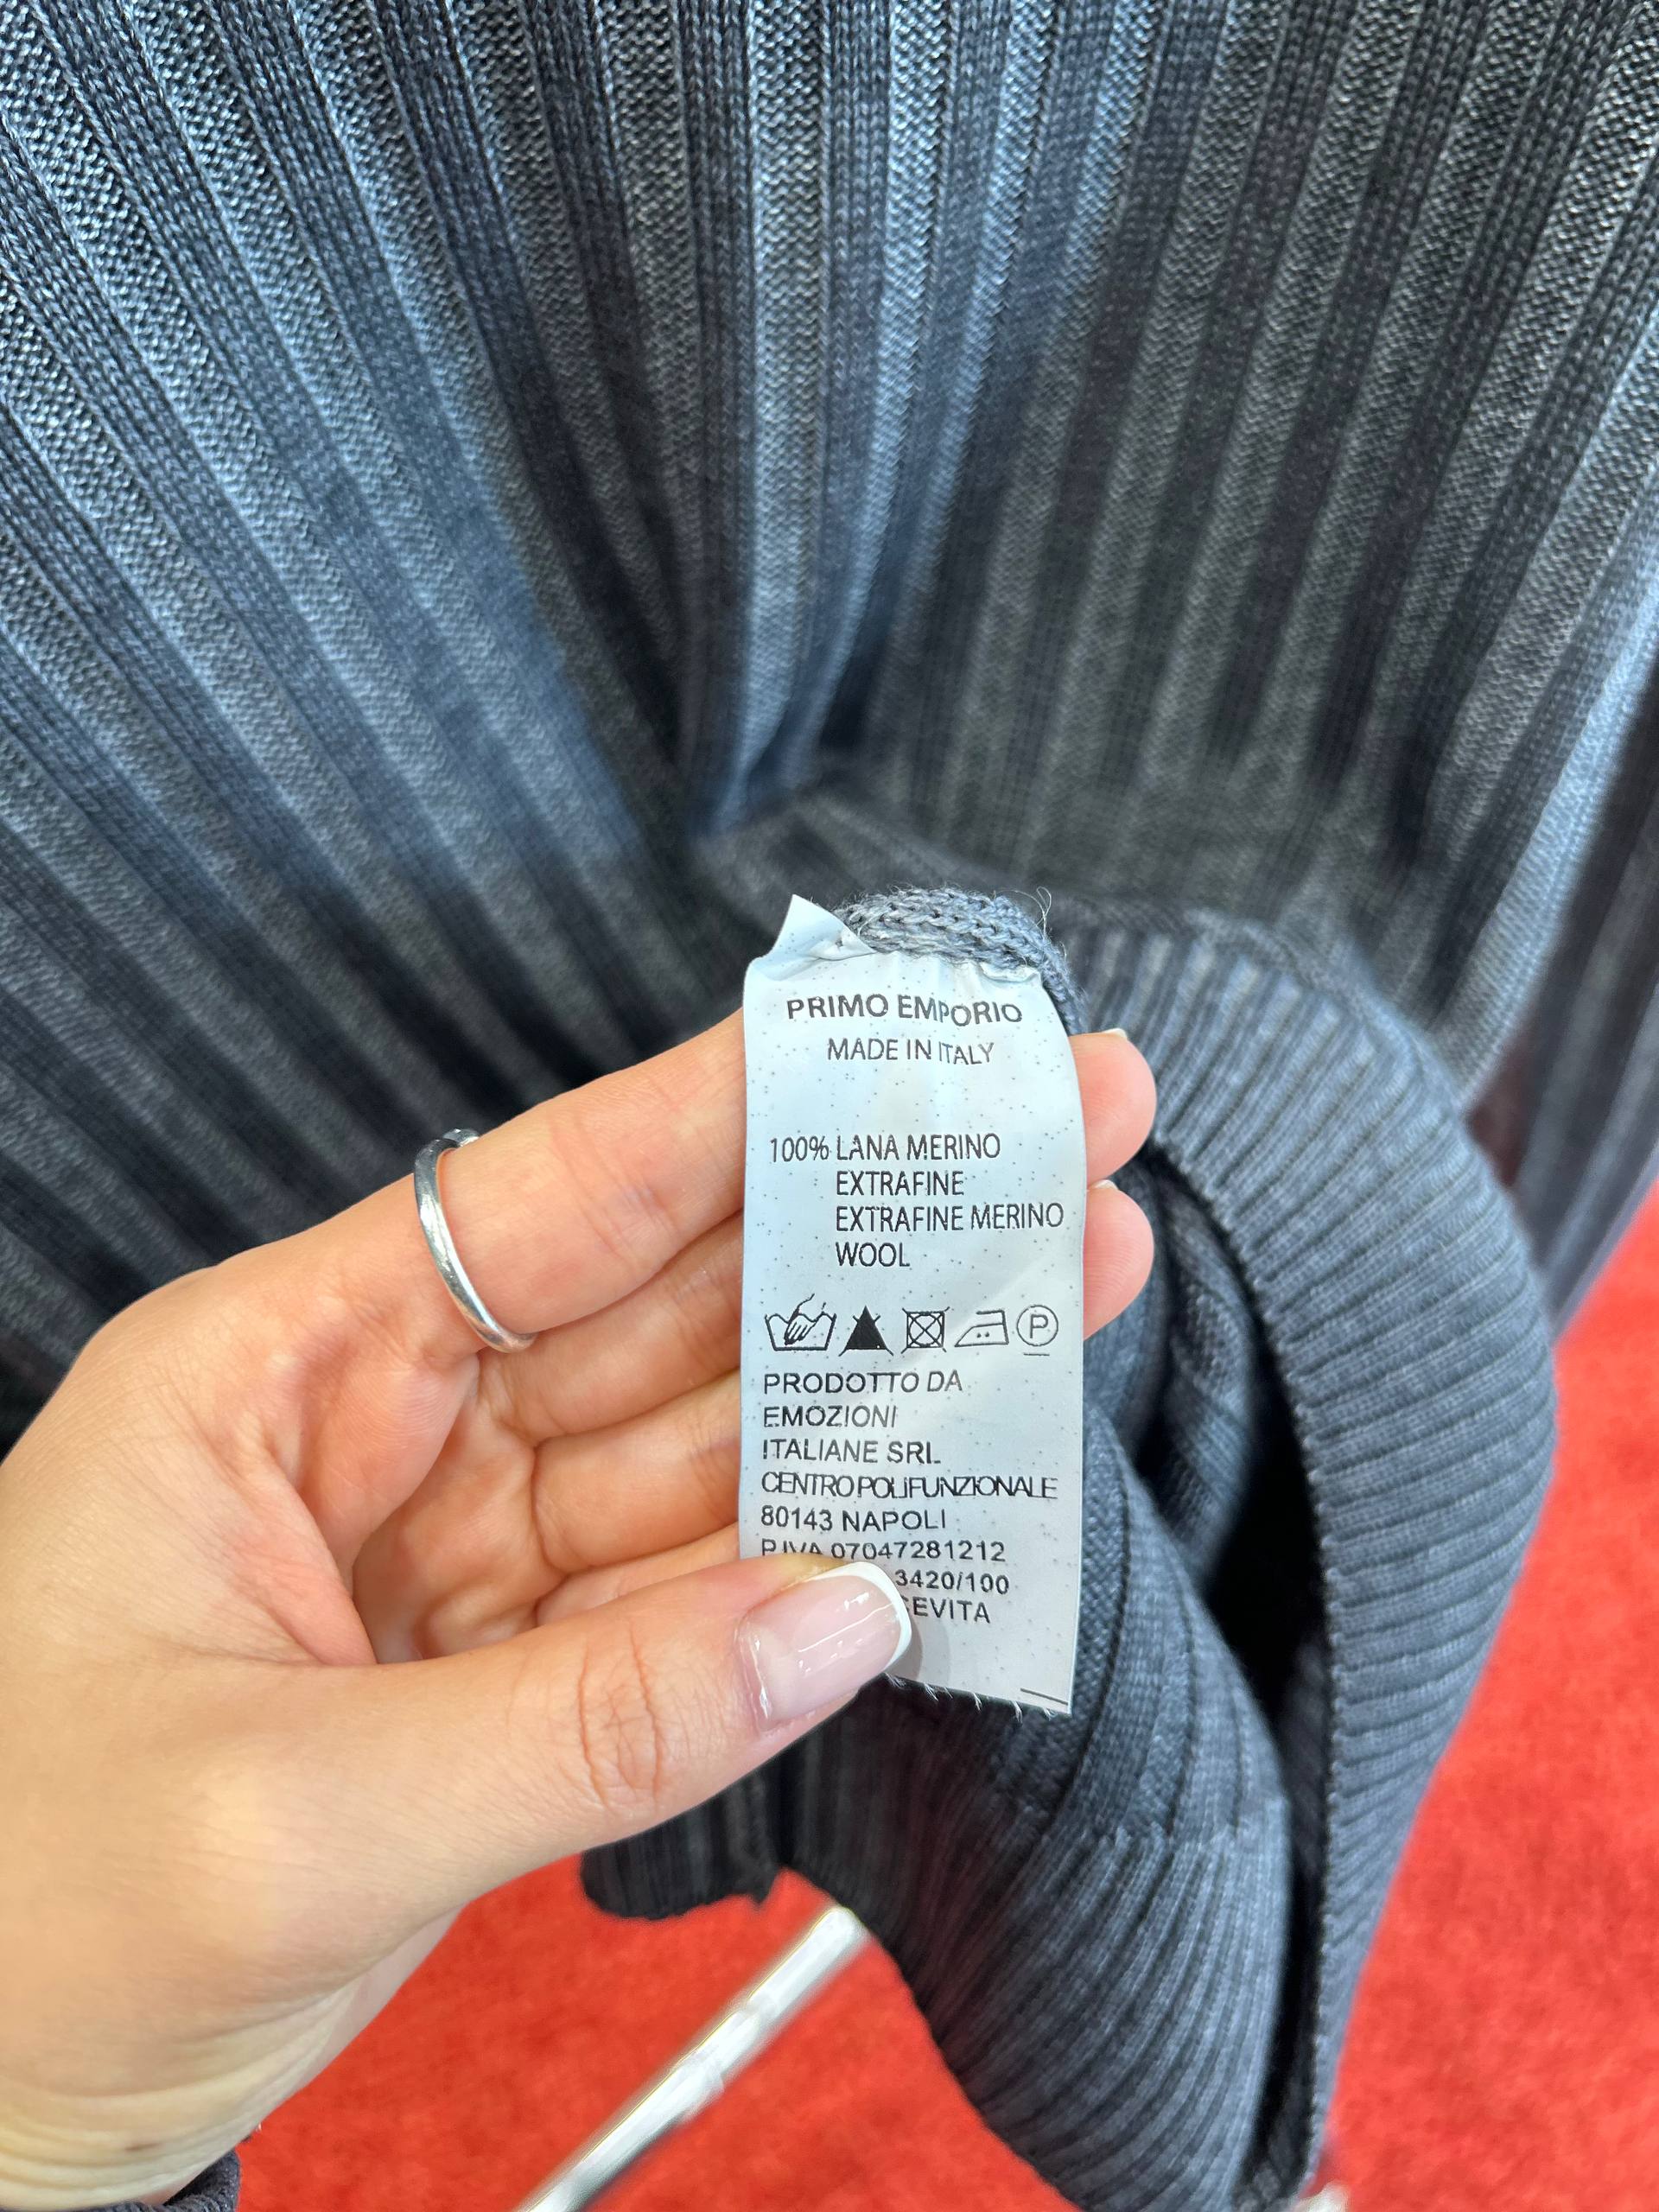 PRIMO EMPORIO
MADE IN ITALY
100% LANA MERINO
EXTRAFINE
EXTRAFINE MERINO
WOOL
P
PRODOTTO DA
EMOZIONI
ITALIANE SRL
CENTRO POLIFUNZIONALE
80143 NAPOLI
P.IVA 07047281212
3420/100